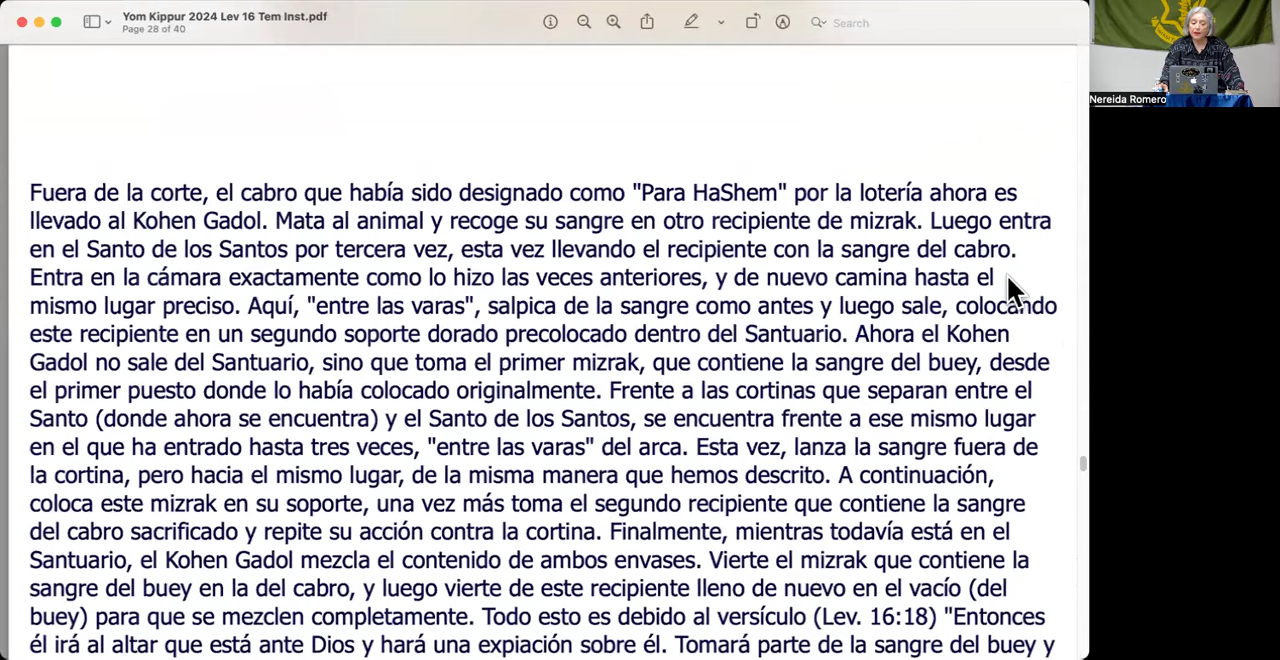 Yom Kippur 2024 Lev 16 Tem Inst.pdf
Page 28 of 40
Search
Nereida Romero
Fuera de la corte, el cabro que había sido designado como "Para HaShem" por la lotería ahora es
llevado al Kohen Gadol. Mata al animal y recoge su sangre en otro recipiente de mizrak. Luego entra
en el Santo de los Santos por tercera vez, esta vez llevando el recipiente con la sangre del cabro.
Entra en la cámara exactamente como lo hizo las veces anteriores, y de nuevo camina hasta el
mismo lugar preciso. Aquí, "entre las varas", salpica de la sangre como antes y luego sale, colocando
este recipiente en un segundo soporte dorado precolocado dentro del Santuario. Ahora el Kohen
Gadol no sale del Santuario, sino que toma el primer mizrak, que contiene la sangre del buey, desde
el primer puesto donde lo había colocado originalmente. Frente a las cortinas que separan entre el
Santo (donde ahora se encuentra) y el Santo de los Santos, se encuentra frente a ese mismo lugar
en el que ha entrado hasta tres veces, "entre las varas" del arca. Esta vez, lanza la sangre fuera de
la cortina, pero hacia el mismo lugar, de la misma manera que hemos descrito. A continuación,
coloca este mizrak en su soporte, una vez más toma el segundo recipiente que contiene la sangre
del cabro sacrificado y repite su acción contra la cortina. Finalmente, mientras todavía está en el
Santuario, el Kohen Gadol mezcla el contenido de ambos envases. Vierte el mizrak que contiene la
sangre del buey en la del cabro, y luego vierte de este recipiente lleno de nuevo en el vacío (del
buey) para que se mezclen completamente. Todo esto es debido al versículo (Lev. 16:18) "Entonces
él irá al altar que está ante Dios y hará una expiación sobre él. Tomará parte de la sangre del buey y